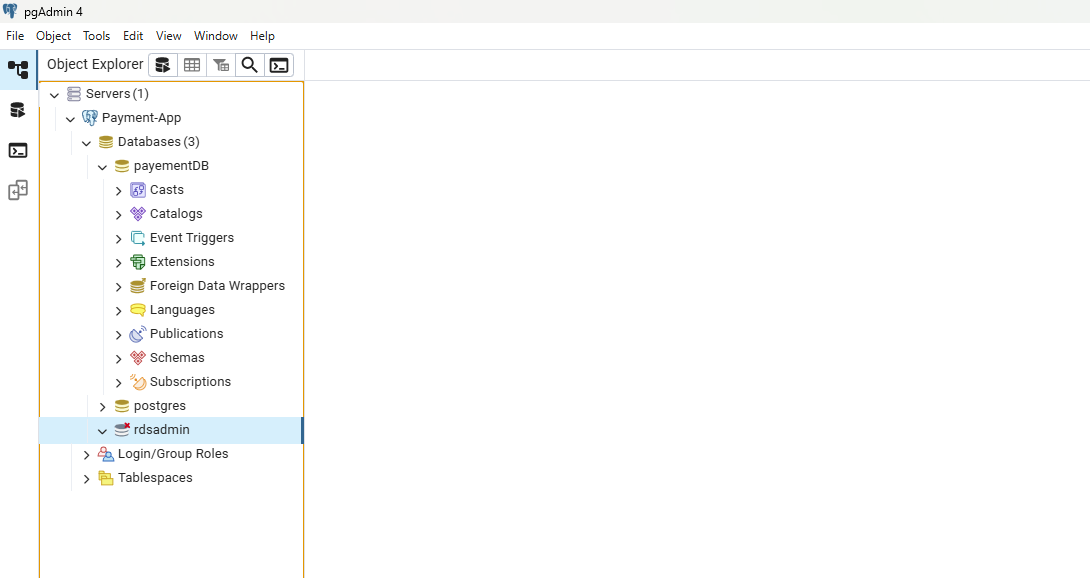 pgAdmin 4
File Object Tools Edit View Window Help
Object Explorer
Servers (1)
Payment-App
Databases (3)
payementDB
Casts
Catalogs
Event Triggers
Extensions
Foreign Data Wrappers
Languages
Publications
Schemas
Subscriptions
postgres
rdsadmin
Login/Group Roles
Tablespaces